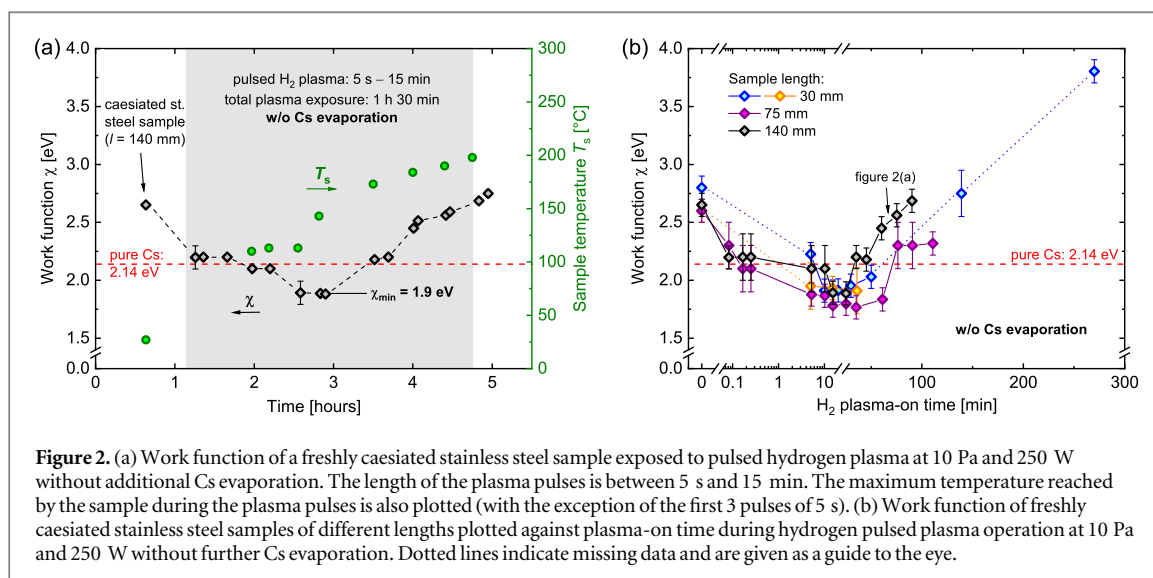 (a)
4.0
3.5
3.0
2.5
2.0
1.5
0.0
Work function χ [eV]
caesiated st.
steel sample
(l = 140 mm)
pulsed H₂ plasma: 5 s – 15 min
total plasma exposure: 1 h 30 min
w/o Cs evaporation
Tₛ
pure Cs:
2.14 eV
χ
χmin = 1.9 eV
0 1 2 3 4 5
Time [hours]
300
250
200
150
100
50
0
Sample temperature Tₛ [°C]
(b)
4.0
3.5
3.0
2.5
2.0
1.5
0.0
Work function χ [eV]
Sample length:
30 mm
75 mm
140 mm
figure 2(a)
pure Cs: 2.14 eV
w/o Cs evaporation
0 0.1 10 100 200 300
H₂ plasma-on time [min]
Figure 2. (a) Work function of a freshly caesiated stainless steel sample exposed to pulsed hydrogen plasma at 10 Pa and 250 W
without additional Cs evaporation. The length of the plasma pulses is between 5 s and 15 min. The maximum temperature reached
by the sample during the plasma pulses is also plotted (with the exception of the first 3 pulses of 5 s). (b) Work function of freshly
caesiated stainless steel samples of different lengths plotted against plasma-on time during hydrogen pulsed plasma operation at 10 Pa
and 250 W without further Cs evaporation. Dotted lines indicate missing data and are given as a guide to the eye.